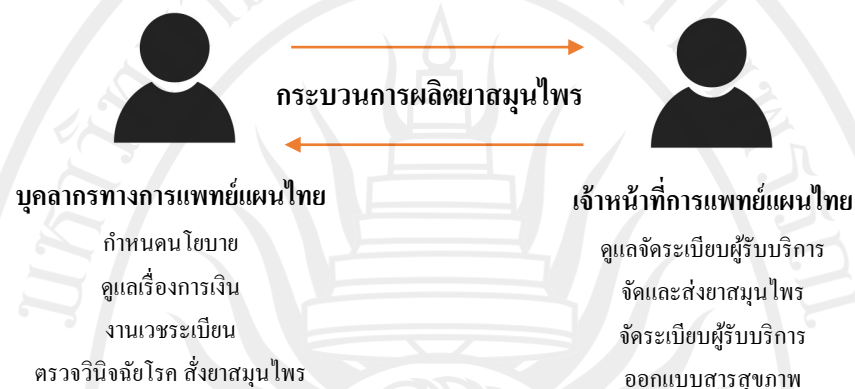 กระบวนการผลิตยาสมุนไพร
บุคลากรทางการแพทย์แผนไทย
กำหนดนโยบาย
ดูแลเรื่องการเงิน
งานเวชระเบียน
ตรวจวินิจฉัยโรค สั่งยาสมุนไพร
เจ้าหน้าที่การแพทย์แผนไทย
ดูแลจัดระเบียบผู้รับบริการ
จัดและส่งยาสมุนไพร
จัดระเบียบผู้รับบริการ
ออกแบบสารสุขภาพ